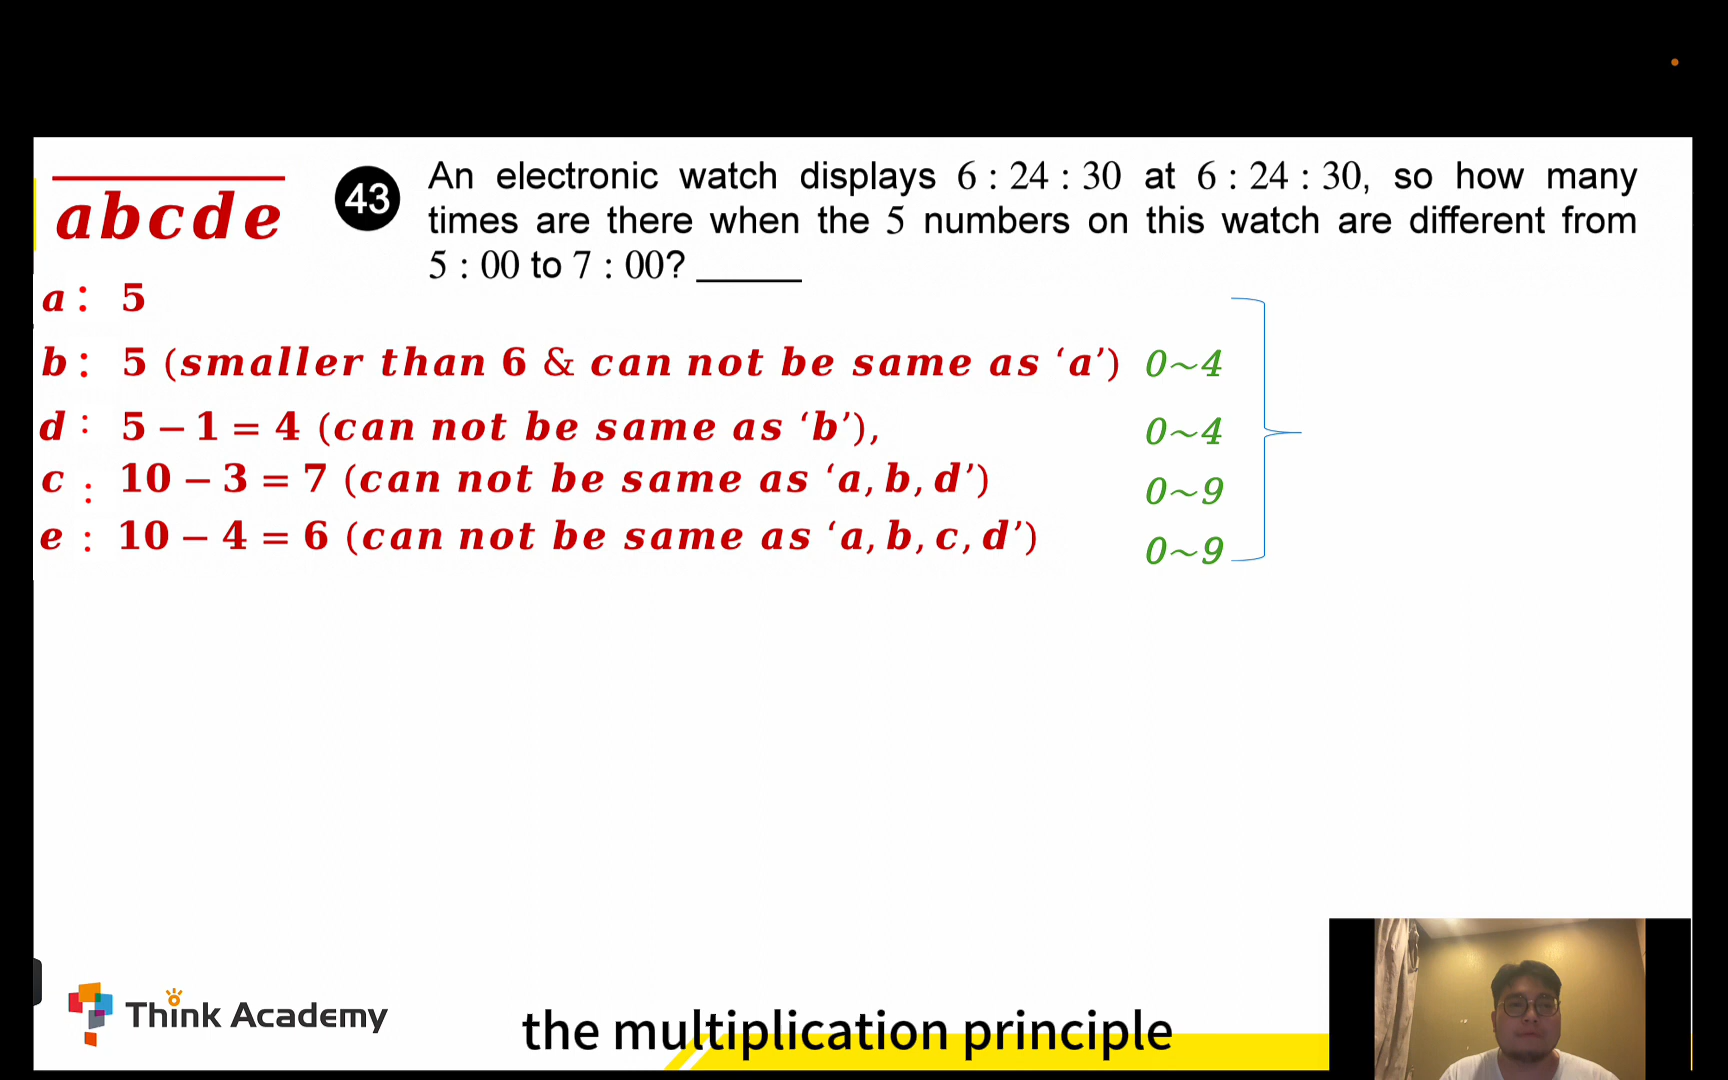 abcde
43 An electronic watch displays 6 : 24 : 30 at 6 : 24 : 30, so how many
times are there when the 5 numbers on this watch are different from
5 : 00 to 7 : 00? ______
a : 5
b : 5 (smaller than 6 & can not be same as ‘a’) 0~4
d : 5 − 1 = 4 (can not be same as ‘b’), 0~4
c : 10 − 3 = 7 (can not be same as ‘a, b, d’) 0~9
e : 10 − 4 = 6 (can not be same as ‘a, b, c, d’) 0~9
Think Academy
the multiplication principle